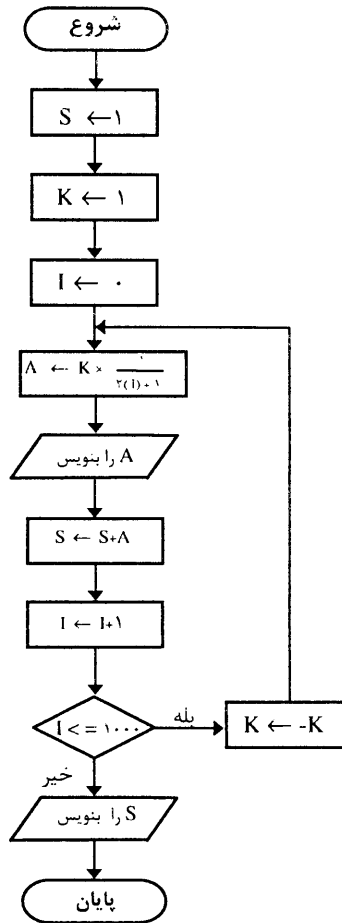 شروع
S ←۱
K ← ۱
I ← ۰
A ← K × ۱/۲(I)+۱
A را بنویس
S ← S+A
I ← I+۱
I <= ۱۰۰۰
بله
K ← -K
خیر
S را بنویس
پایان